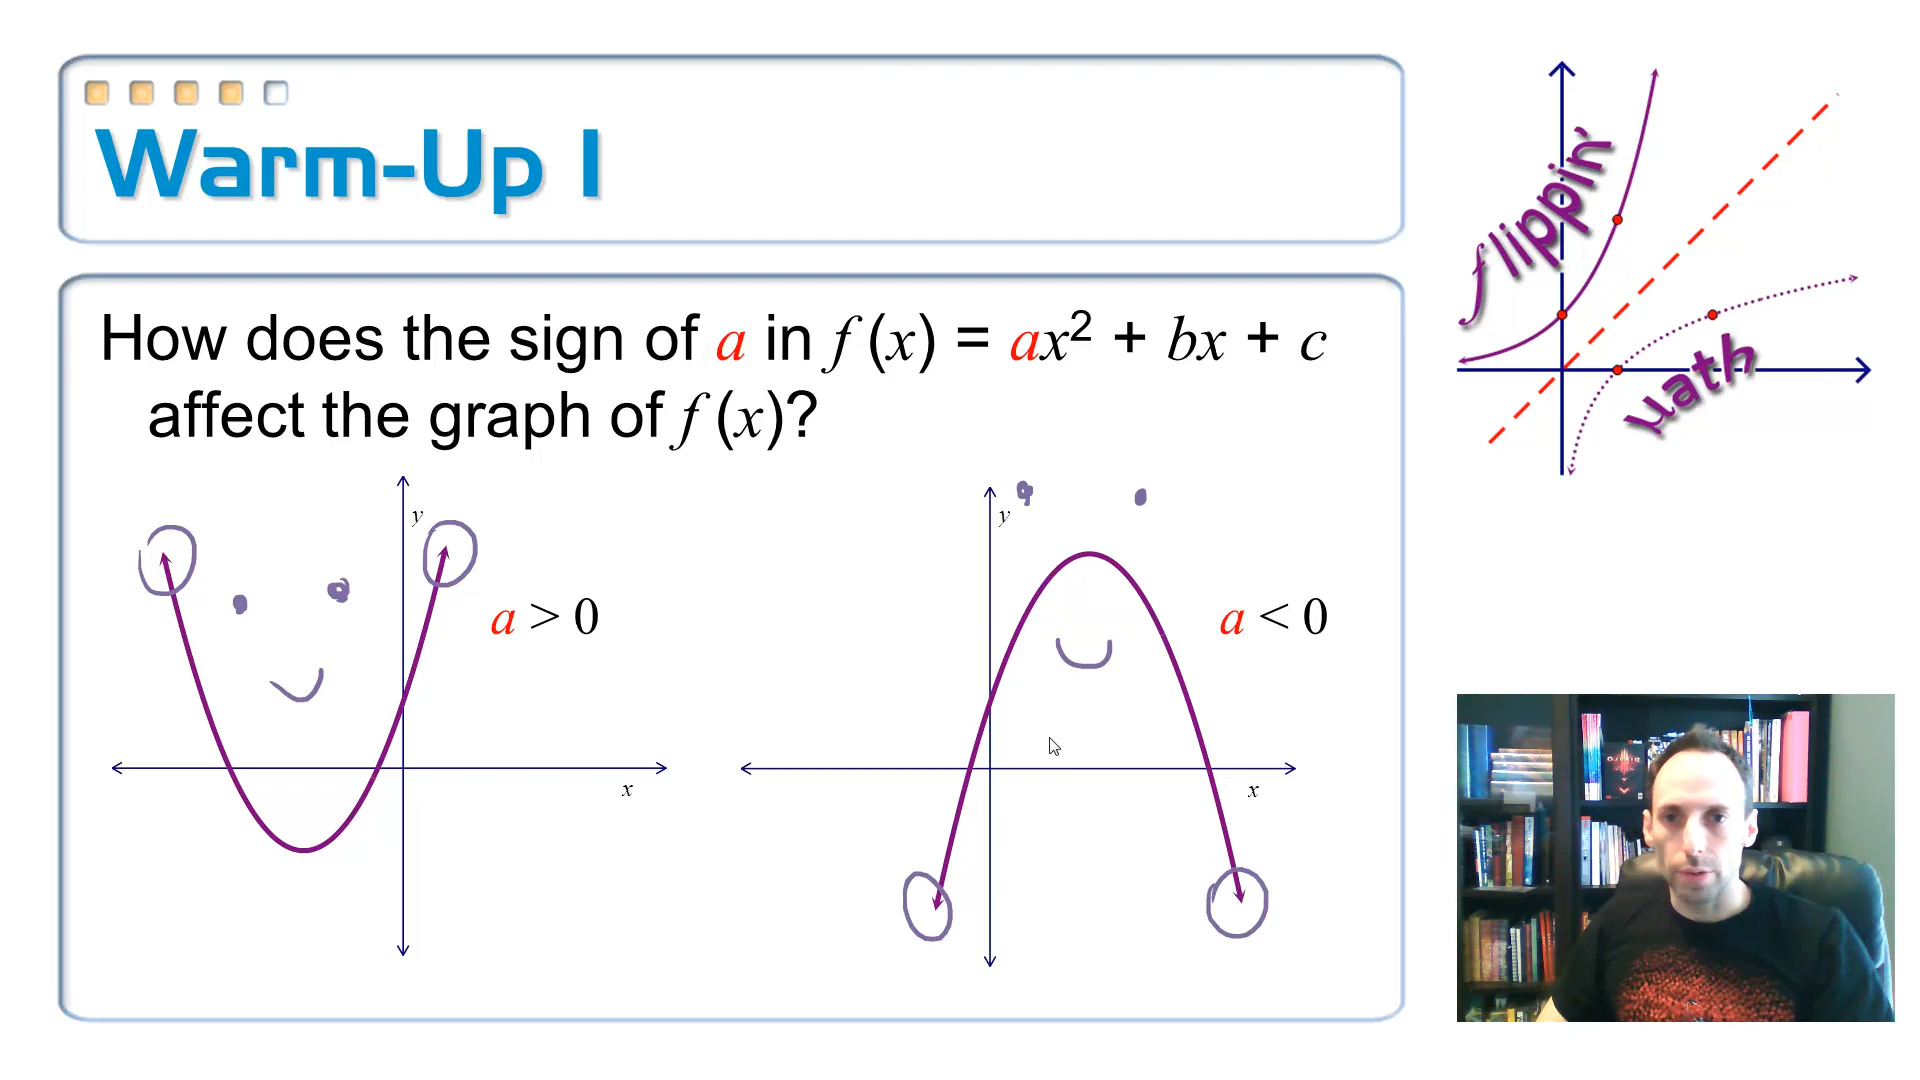 Warm-Up I
How does the sign of a in f (x) = ax² + bx + c
affect the graph of f (x)?
y
x
a > 0
y
x
a < 0
flippin'
math